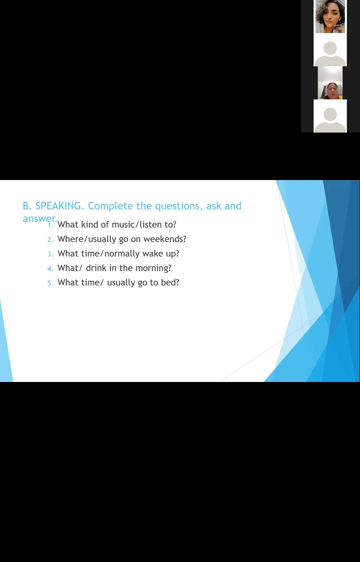 B. SPEAKING. Complete the questions, ask and
answer.
1. What kind of music/listen to?
2. Where/usually go on weekends?
3. What time/normally wake up?
4. What/ drink in the morning?
5. What time/ usually go to bed?